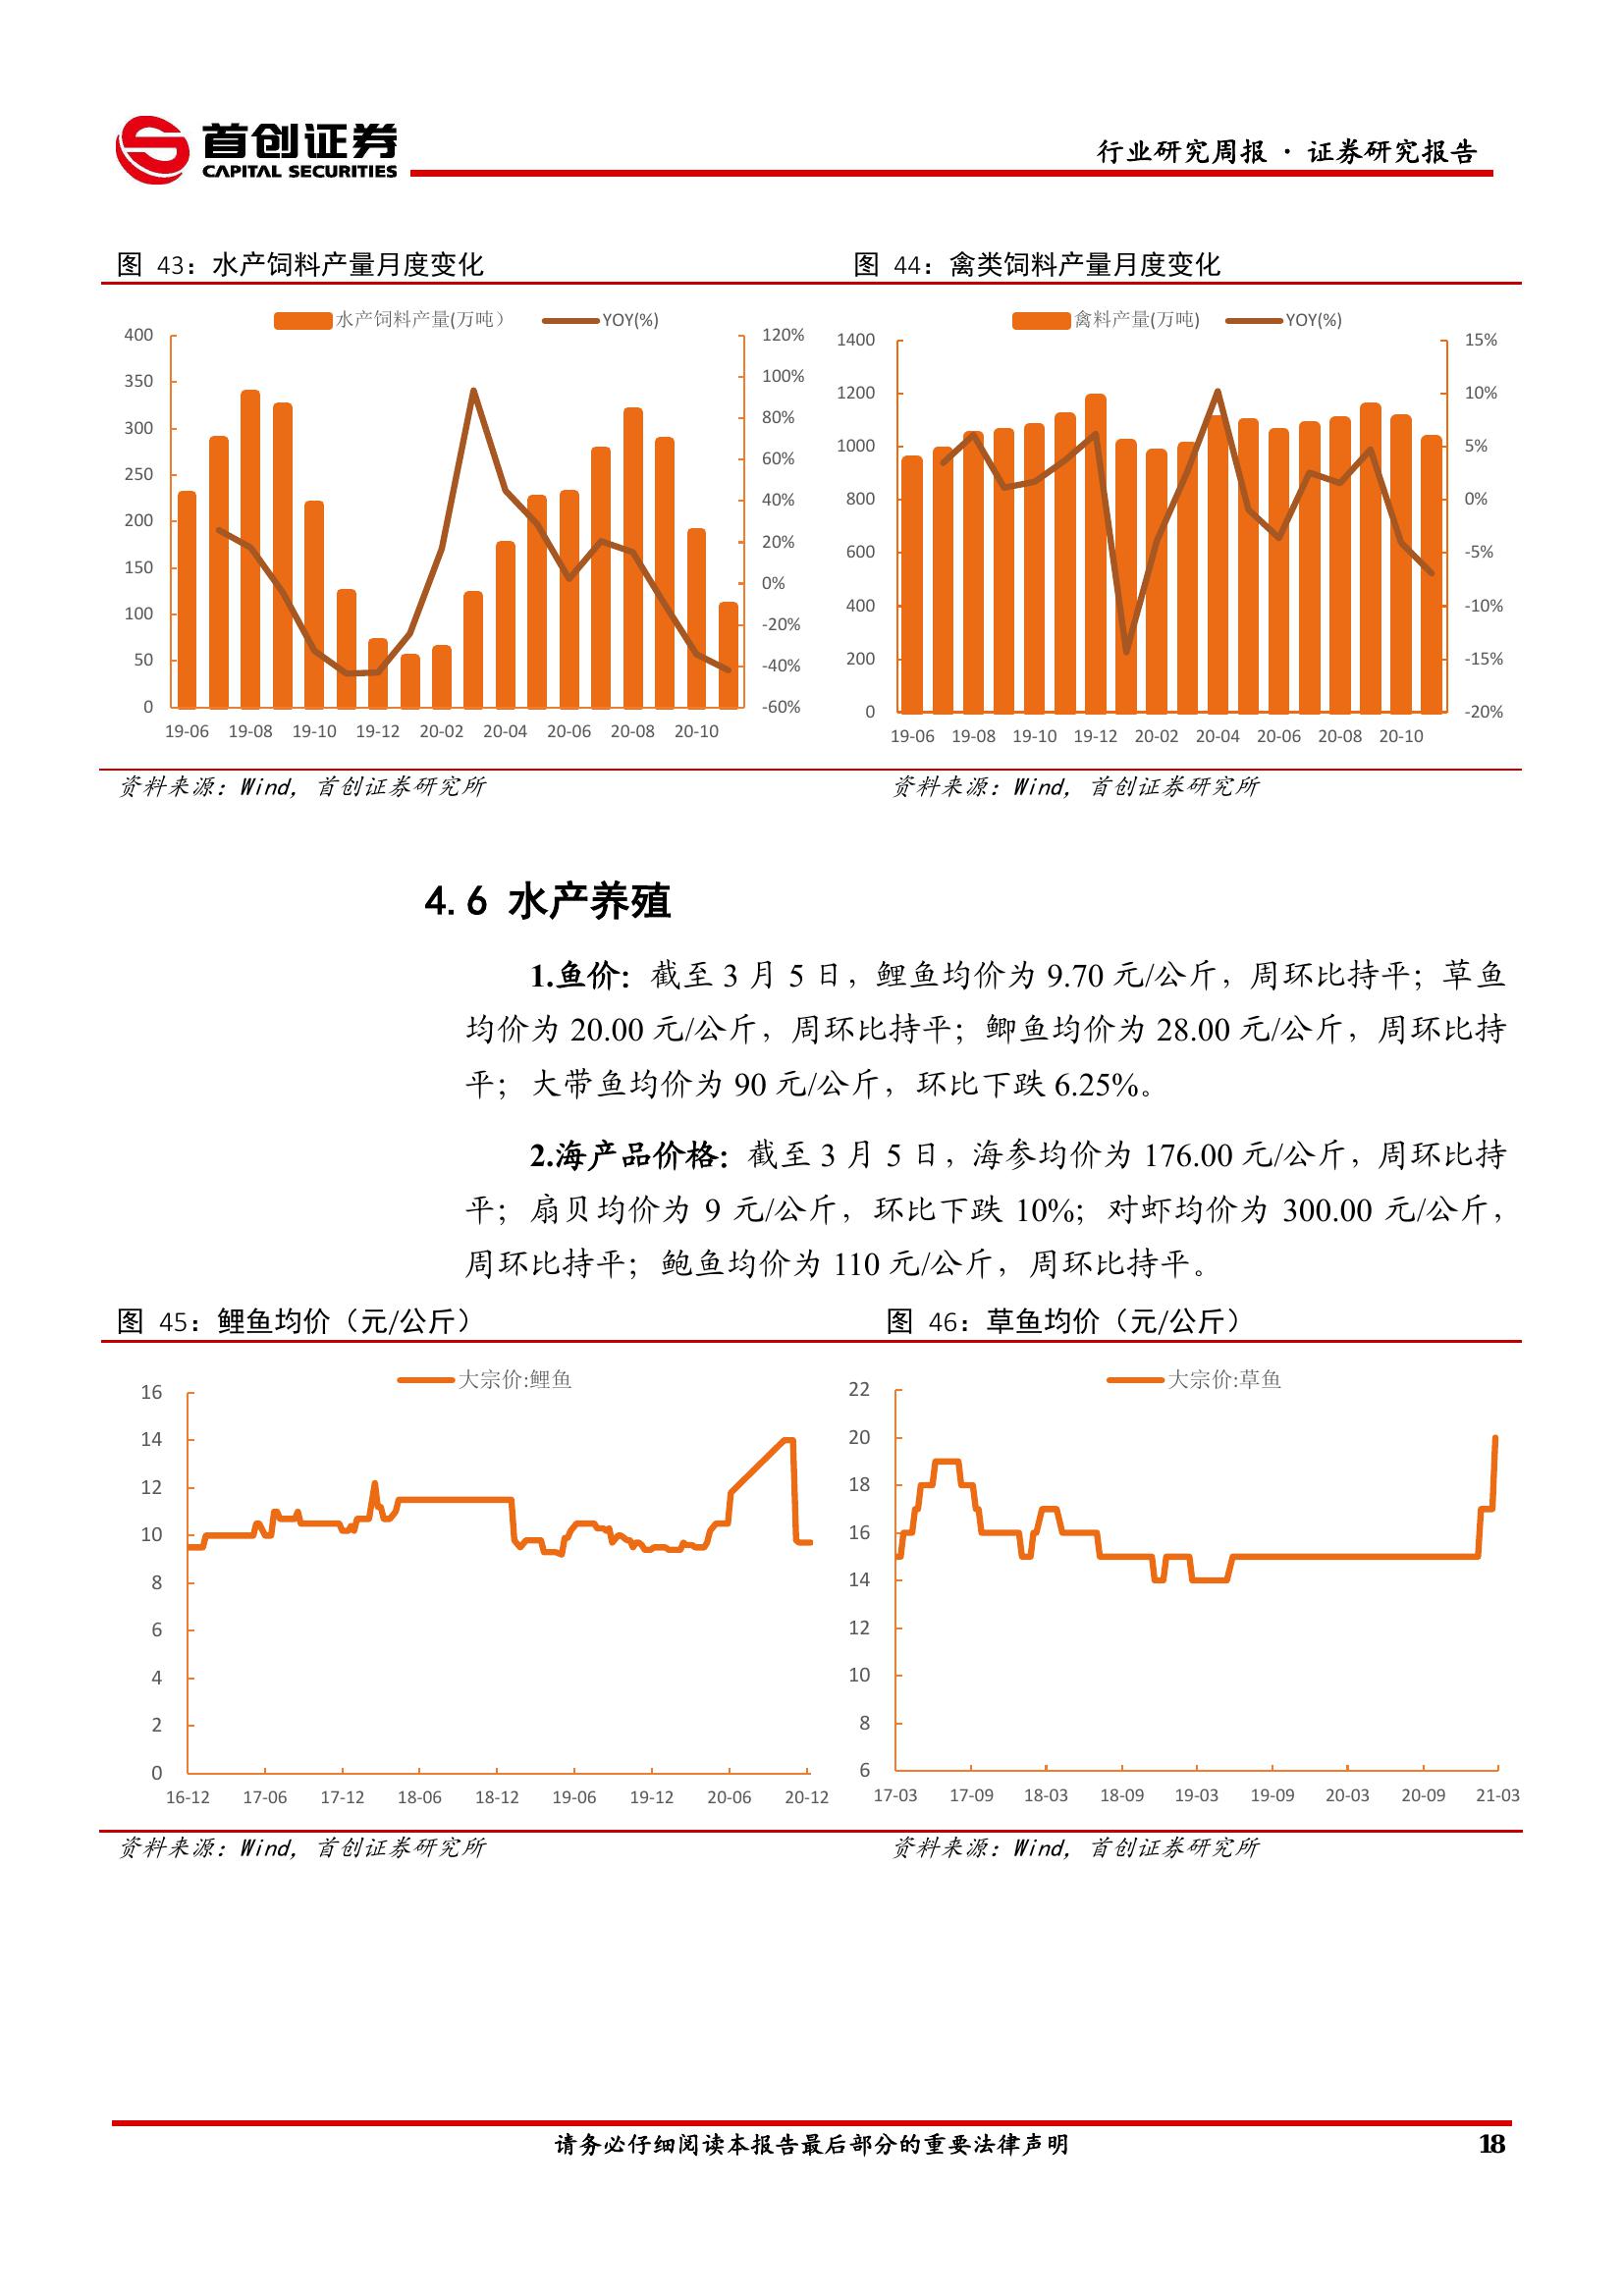 首创证券
CAPITAL SECURITIES
行业研究周报 · 证券研究报告
图 43：水产饲料产量月度变化
图 44：禽类饲料产量月度变化
水产饲料产量(万吨） YOY(%)
400
350
300
250
200
150
100
50
0
120%
100%
80%
60%
40%
20%
0%
-20%
-40%
-60%
19-06 19-08 19-10 19-12 20-02 20-04 20-06 20-08 20-10
禽料产量(万吨) YOY(%)
1400
1200
1000
800
600
400
200
0
15%
10%
5%
0%
-5%
-10%
-15%
-20%
19-06 19-08 19-10 19-12 20-02 20-04 20-06 20-08 20-10
资料来源：Wind，首创证券研究所
资料来源：Wind，首创证券研究所
4.6 水产养殖
1.鱼价：截至 3 月 5 日，鲤鱼均价为 9.70 元/公斤，周环比持平；草鱼
均价为 20.00 元/公斤，周环比持平；鲫鱼均价为 28.00 元/公斤，周环比持
平；大带鱼均价为 90 元/公斤，环比下跌 6.25%。
2.海产品价格：截至 3 月 5 日，海参均价为 176.00 元/公斤，周环比持
平；扇贝均价为 9 元/公斤，环比下跌 10%；对虾均价为 300.00 元/公斤，
周环比持平；鲍鱼均价为 110 元/公斤，周环比持平。
图 45：鲤鱼均价（元/公斤）
图 46：草鱼均价（元/公斤）
大宗价:鲤鱼
16
14
12
10
8
6
4
2
0
16-12 17-06 17-12 18-06 18-12 19-06 19-12 20-06 20-12
大宗价:草鱼
22
20
18
16
14
12
10
8
6
17-03 17-09 18-03 18-09 19-03 19-09 20-03 20-09 21-03
资料来源：Wind，首创证券研究所
资料来源：Wind，首创证券研究所
请务必仔细阅读本报告最后部分的重要法律声明
18